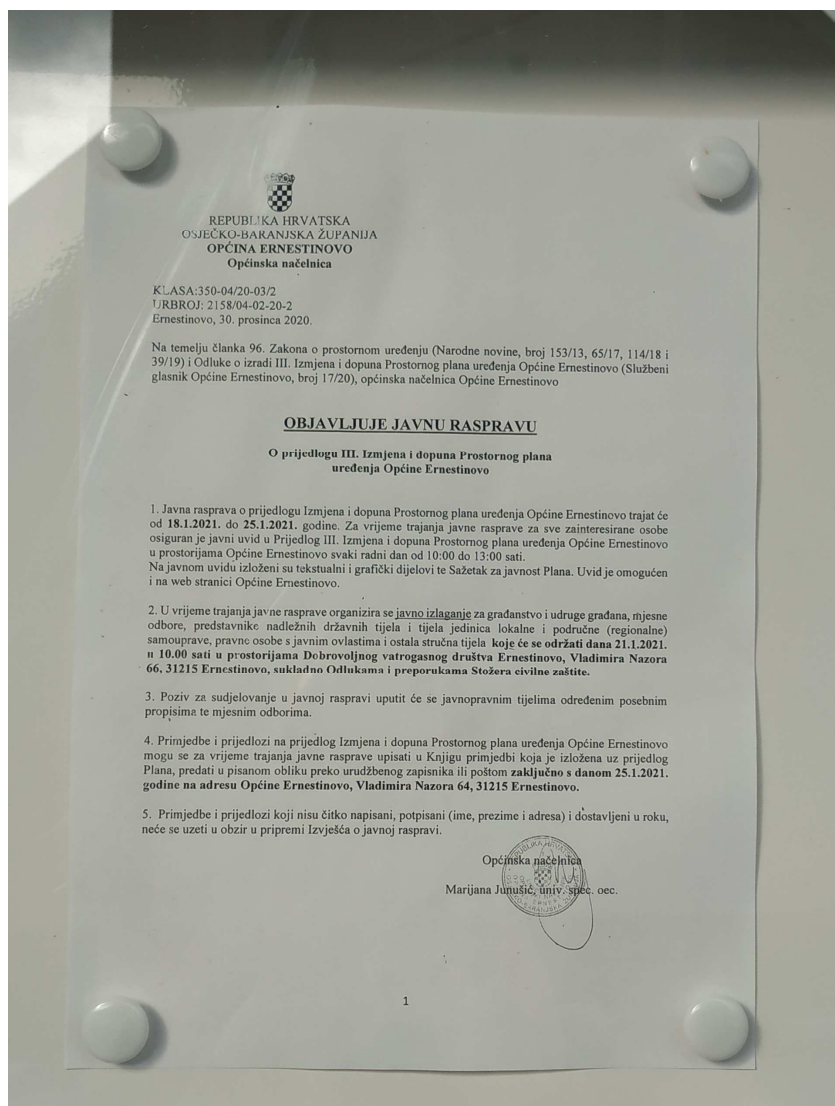 REPUBLIKA HRVATSKA
OSJEČKO-BARANJSKA ŽUPANIJA
OPĆINA ERNESTINOVO
Općinska načelnica
KLASA:350-04/20-03/2
URBROJ: 2158/04-02-20-2
Ernestinovo, 30. prosinca 2020.
Na temelju članka 96. Zakona o prostornom uređenju (Narodne novine, broj 153/13, 65/17, 114/18 i
39/19) i Odluke o izradi III. Izmjena i dopuna Prostornog plana uređenja Općine Ernestinovo (Službeni
glasnik Općine Ernestinovo, broj 17/20), općinska načelnica Općine Ernestinovo
OBJAVLJUJE JAVNU RASPRAVU
O prijedlogu III. Izmjena i dopuna Prostornog plana
uređenja Općine Ernestinovo
1. Javna rasprava o prijedlogu Izmjena i dopuna Prostornog plana uređenja Općine Ernestinovo trajat će
od 18.1.2021. do 25.1.2021. godine. Za vrijeme trajanja javne rasprave za sve zainteresirane osobe
osiguran je javni uvid u Prijedlog III. Izmjena i dopuna Prostornog plana uređenja Općine Ernestinovo
u prostorijama Općine Ernestinovo svaki radni dan od 10:00 do 13:00 sati.
Na javnom uvidu izloženi su tekstualni i grafički dijelovi te Sažetak za javnost Plana. Uvid je omogućen
i na web stranici Općine Ernestinovo.
2. U vrijeme trajanja javne rasprave organizira se javno izlaganje za građanstvo i udruge građana, mjesne
odbore, predstavnike nadležnih državnih tijela i tijela jedinica lokalne i područne (regionalne)
samouprave, pravne osobe s javnim ovlastima i ostala stručna tijela koje će se održati dana 21.1.2021.
u 10.00 sati u prostorijama Dobrovoljnog vatrogasnog društva Ernestinovo, Vladimira Nazora
66, 31215 Ernestinovo, sukladno Odlukama i preporukama Stožera civilne zaštite.
3. Poziv za sudjelovanje u javnoj raspravi uputit će se javnopravnim tijelima određenim posebnim
propisima te mjesnim odborima.
4. Primjedbe i prijedlozi na prijedlog Izmjena i dopuna Prostornog plana uređenja Općine Ernestinovo
mogu se za vrijeme trajanja javne rasprave upisati u Knjigu primjedbi koja je izložena uz prijedlog
Plana, predati u pisanom obliku preko urudžbenog zapisnika ili poštom zaključno s danom 25.1.2021.
godine na adresu Općine Ernestinovo, Vladimira Nazora 64, 31215 Ernestinovo.
5. Primjedbe i prijedlozi koji nisu čitko napisani, potpisani (ime, prezime i adresa) i dostavljeni u roku,
neće se uzeti u obzir u pripremi Izvješća o javnoj raspravi.
Općinska načelnica
Marijana Junušić, univ. spec. oec.
1